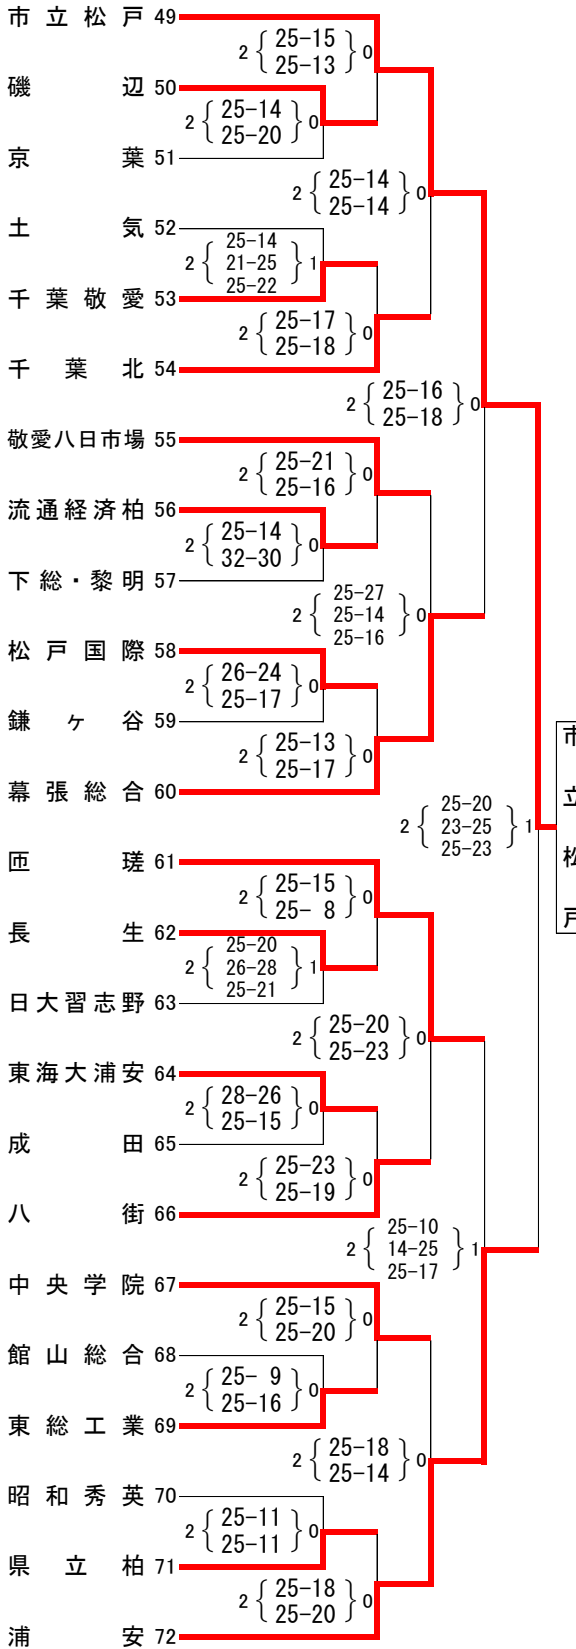 市立松戸 49
2 { 25-15 } 0
25-13
磯辺 50
2 { 25-14 } 0
25-20
京葉 51
2 { 25-14 } 0
25-14
土気 52
2 { 25-14
21-25 } 1
25-22
千葉敬愛 53
2 { 25-17 } 0
25-18
千葉北 54
2 { 25-16 } 0
25-18
敬愛八日市場 55
2 { 25-21 } 0
25-16
流通経済柏 56
2 { 25-14 } 0
32-30
下総・黎明 57
2 { 25-27
25-14 } 0
25-16
松戸国際 58
2 { 26-24 } 0
25-17
鎌ヶ谷 59
2 { 25-13 } 0
25-17
幕張総合 60
2 { 25-20
23-25 } 1
25-23
市立松戸
匝瑳 61
2 { 25-15 } 0
25- 8
長生 62
2 { 25-20
26-28 } 1
25-21
日大習志野 63
2 { 25-20 } 0
25-23
東海大浦安 64
2 { 28-26 } 0
25-15
成田 65
2 { 25-23 } 0
25-19
八街 66
2 { 25-10
14-25 } 1
25-17
中央学院 67
2 { 25-15 } 0
25-20
館山総合 68
2 { 25- 9 } 0
25-16
東総工業 69
2 { 25-18 } 0
25-14
昭和秀英 70
2 { 25-11 } 0
25-11
県立柏 71
2 { 25-18 } 0
25-20
浦安 72